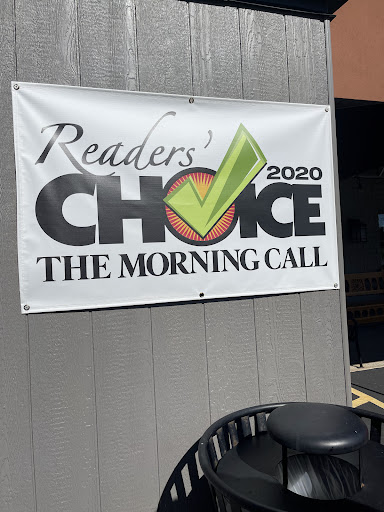 Readers'
2020
CHOICE
THE MORNING CALL